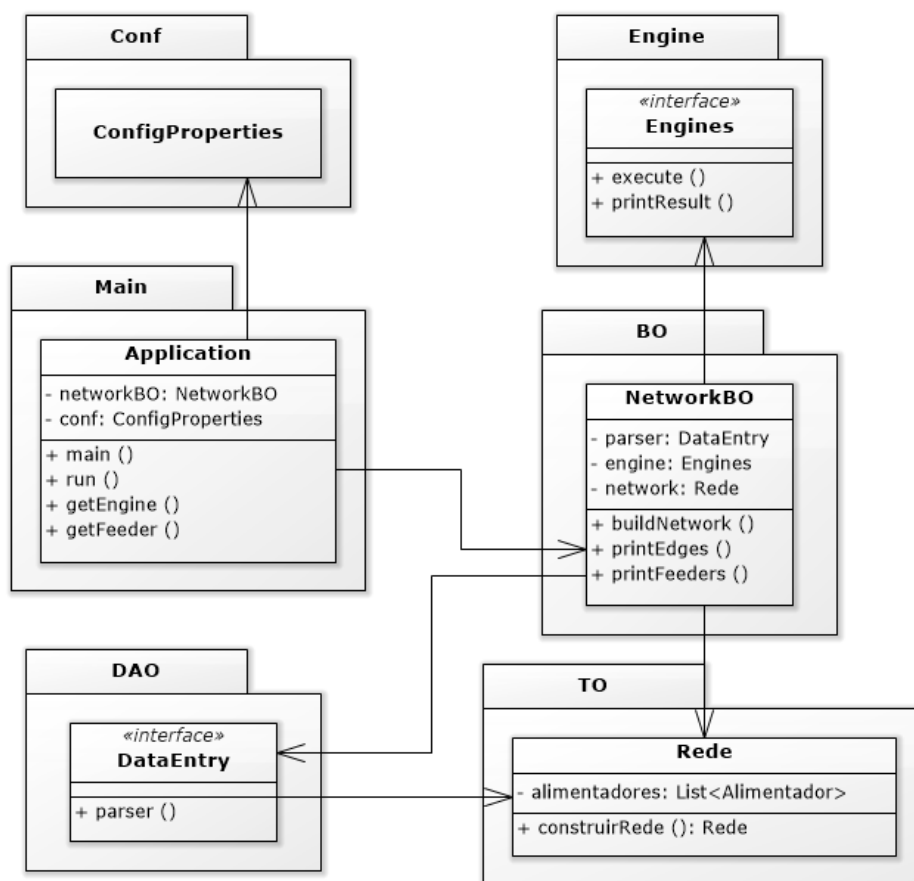 Conf
ConfigProperties
Engine
«interface»
Engines
+ execute ()
+ printResult ()
Main
Application
- networkBO: NetworkBO
- conf: ConfigProperties
+ main ()
+ run ()
+ getEngine ()
+ getFeeder ()
BO
NetworkBO
- parser: DataEntry
- engine: Engines
- network: Rede
+ buildNetwork ()
+ printEdges ()
+ printFeeders ()
DAO
«interface»
DataEntry
+ parser ()
TO
Rede
- alimentadores: List<Alimentador>
+ construirRede (): Rede